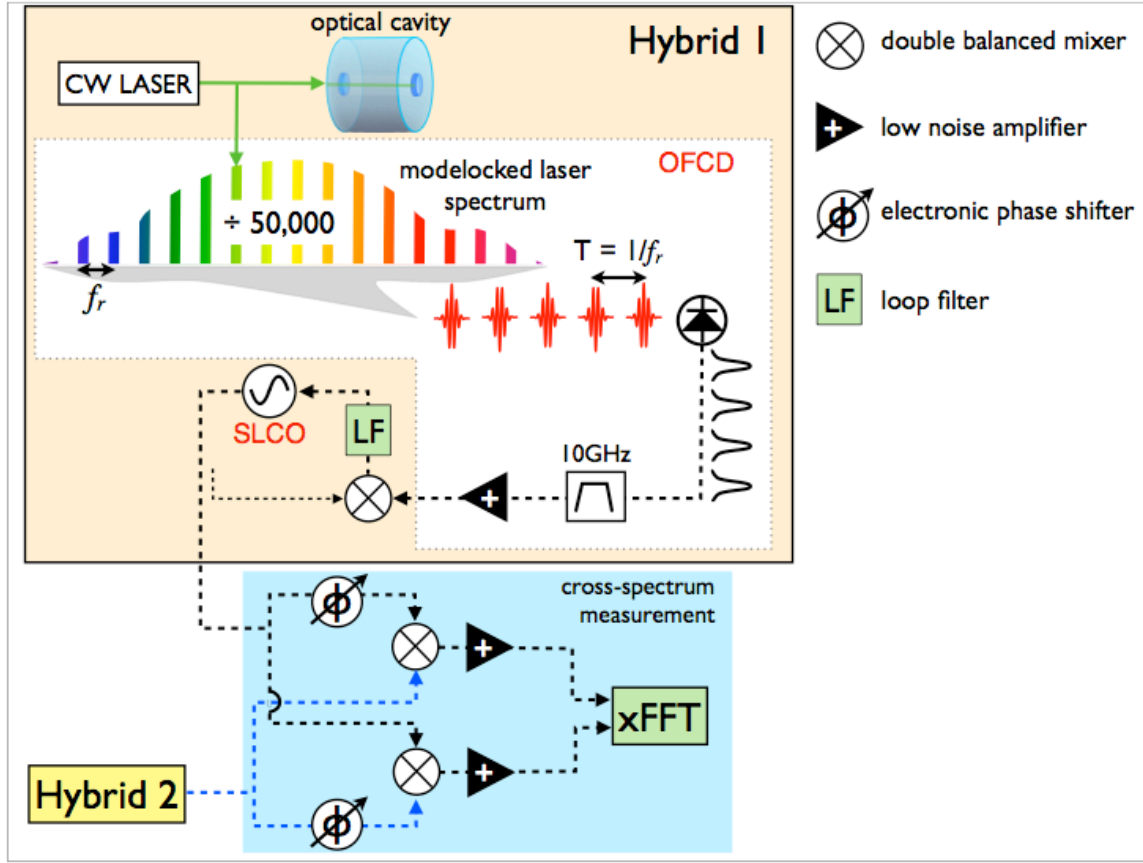 optical cavity
Hybrid 1
CW LASER
OFCD
modelocked laser
spectrum
÷ 50,000
T = 1/fr
fr
SLCO
LF
10GHz
+
cross-spectrum
measurement
ϕ
+
xFFT
+
Hybrid 2
ϕ
double balanced mixer
+
low noise amplifier
ϕ
electronic phase shifter
LF
loop filter